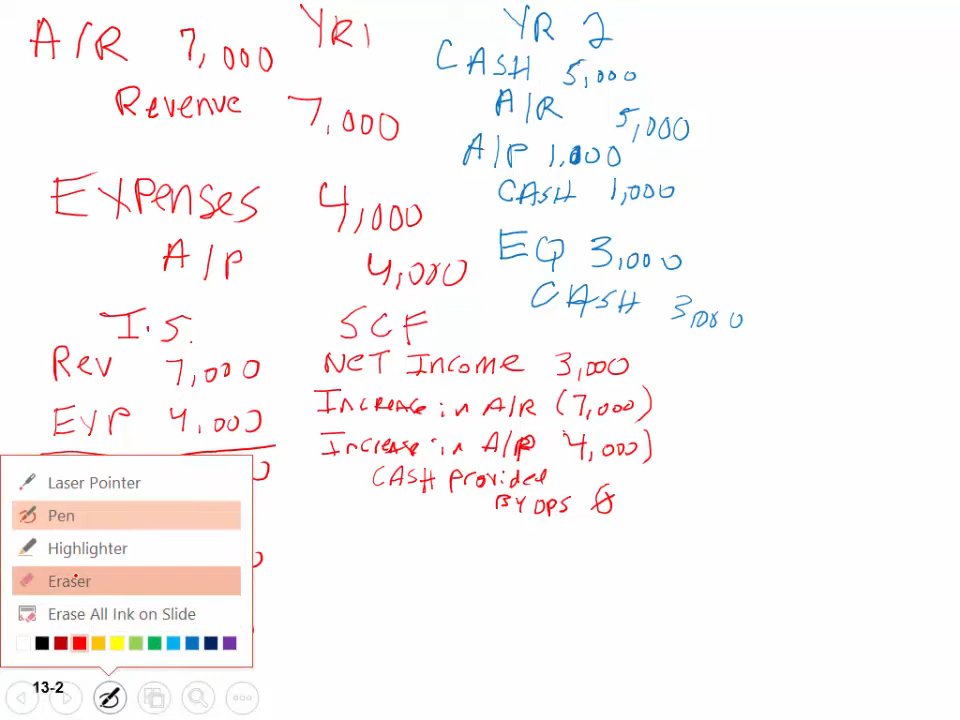 A/R 7,000 YR1
Revenue 7,000
Expenses 4,000
A/P 4,000
I.S.
Rev 7,000
EXP 4,000
SCF
NET Income 3,000
Increase in A/R (7,000)
Increase in A/P 4,000)
CASH provided
BY OPS 0
YR 2
CASH 5,000
A/R 5,000
A/P 1,000
CASH 1,000
EQ 3,000
CASH 3,000
Laser Pointer
Pen
Highlighter
Eraser
Erase All Ink on Slide
13-2